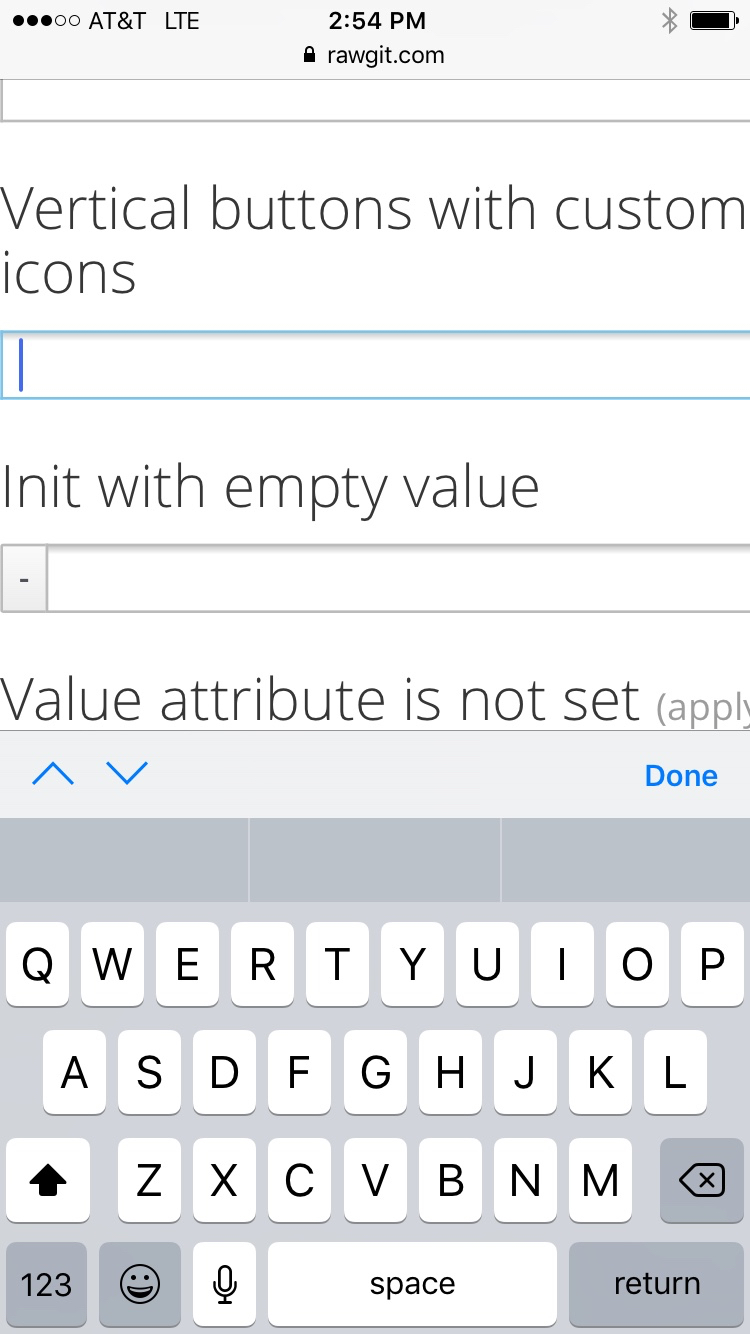 AT&T LTE 2:54 PM
rawgit.com
Vertical buttons with custom
icons
Init with empty value
-
Value attribute is not set (apply
Done
Q W E R T Y U I O P
A S D F G H J K L
Z X C V B N M
123 space return